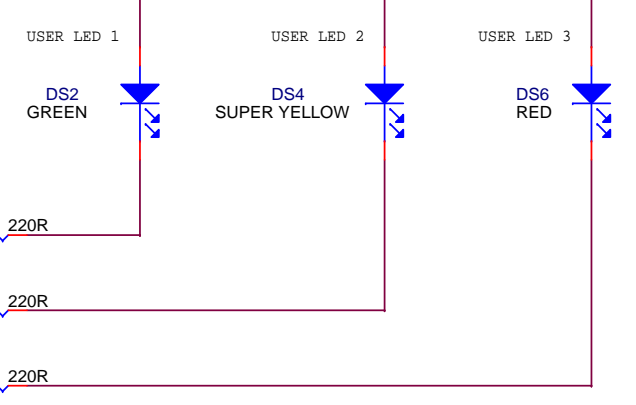 USER LED 1
USER LED 2
USER LED 3
DS2
GREEN
DS4
SUPER YELLOW
DS6
RED
220R
220R
220R